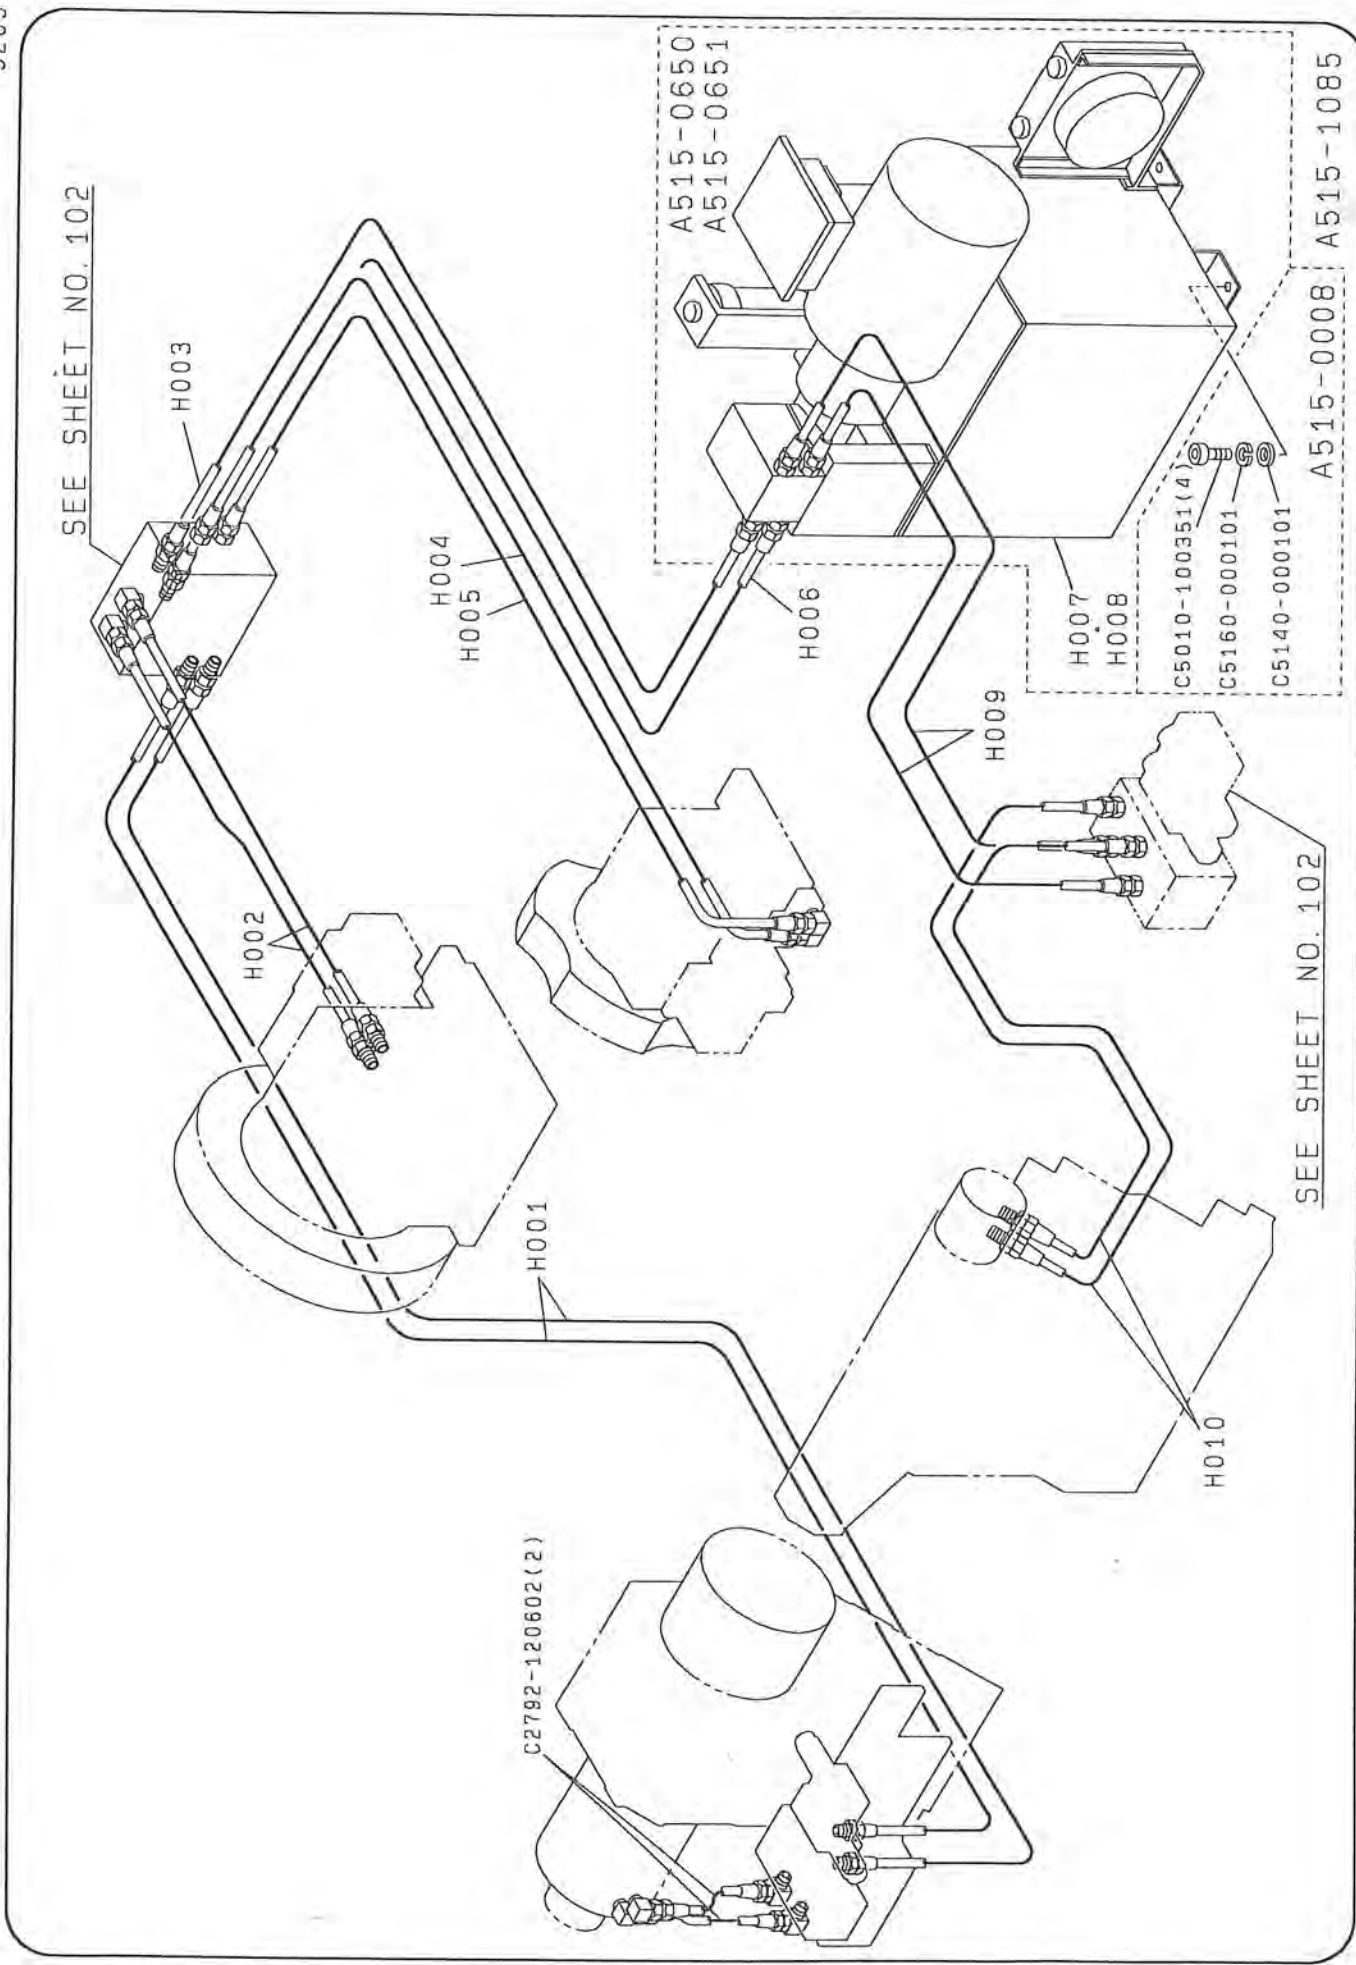 SEE SHEET NO. 102
H003
H004
H005
H002
H001
A515-0650
A515-0651
H006
H007
H008
H009
C5010-100351(4)
C5160-000101
C5140-000101
A515-0008
A515-1085
SEE SHEET NO. 102
H010
C2792-120602(2)